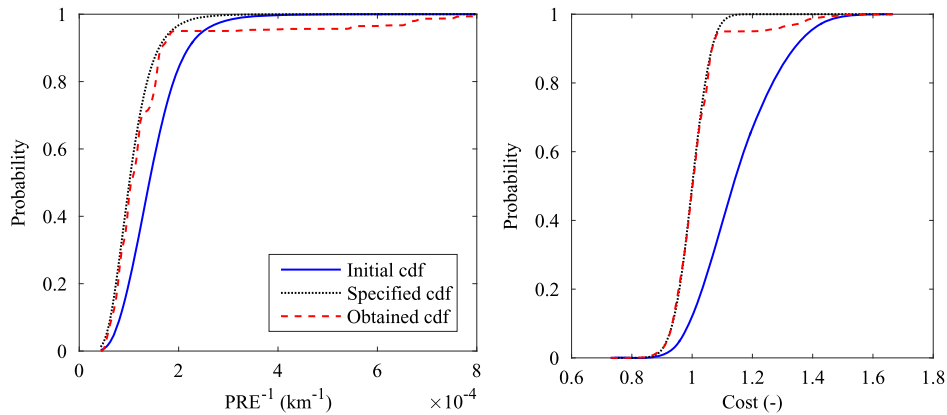 1
0.8
0.6
0.4
0.2
0
Probability
0 2 4 6 8
PRE⁻¹ (km⁻¹)
×10⁻⁴
Initial cdf
Specified cdf
Obtained cdf
1
0.8
0.6
0.4
0.2
0
Probability
0.6 0.8 1 1.2 1.4 1.6 1.8
Cost (-)